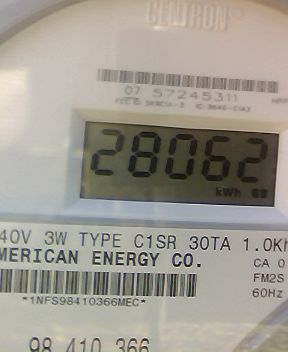 CENTRON
07 57245311
28062
kWh
40V 3W TYPE C1SR 30TA 1.0Kh
MERICAN ENERGY CO.
CA 0
FM2S
60Hz
*1NFS98410366MEC*
98 410 366